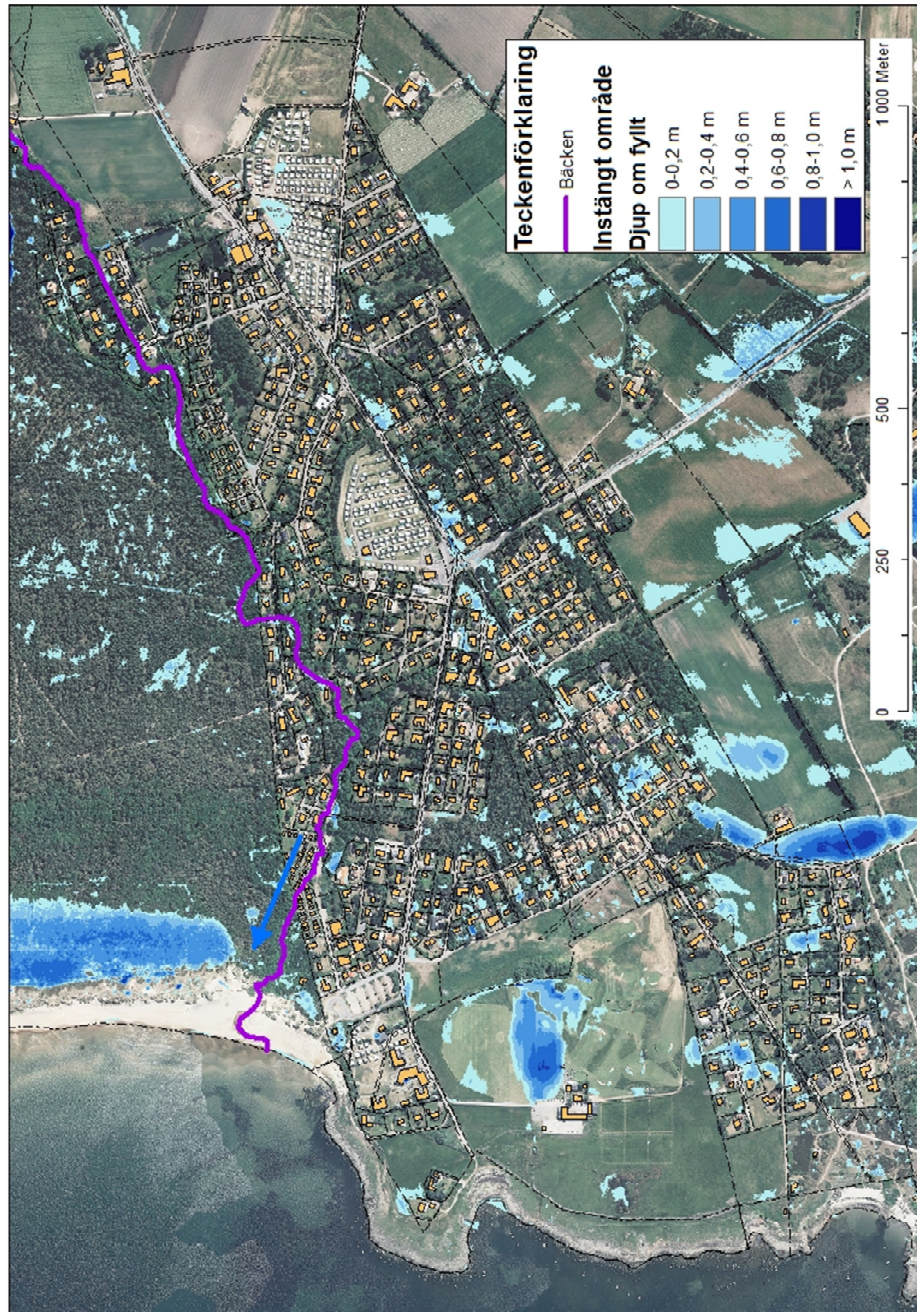 Teckenförklaring
Bäcken
Instängt område
Djup om fyllt
0-0,2 m
0,2-0,4 m
0,4-0,6 m
0,6-0,8 m
0,8-1,0 m
> 1,0 m
0 250 500 1 000 Meter